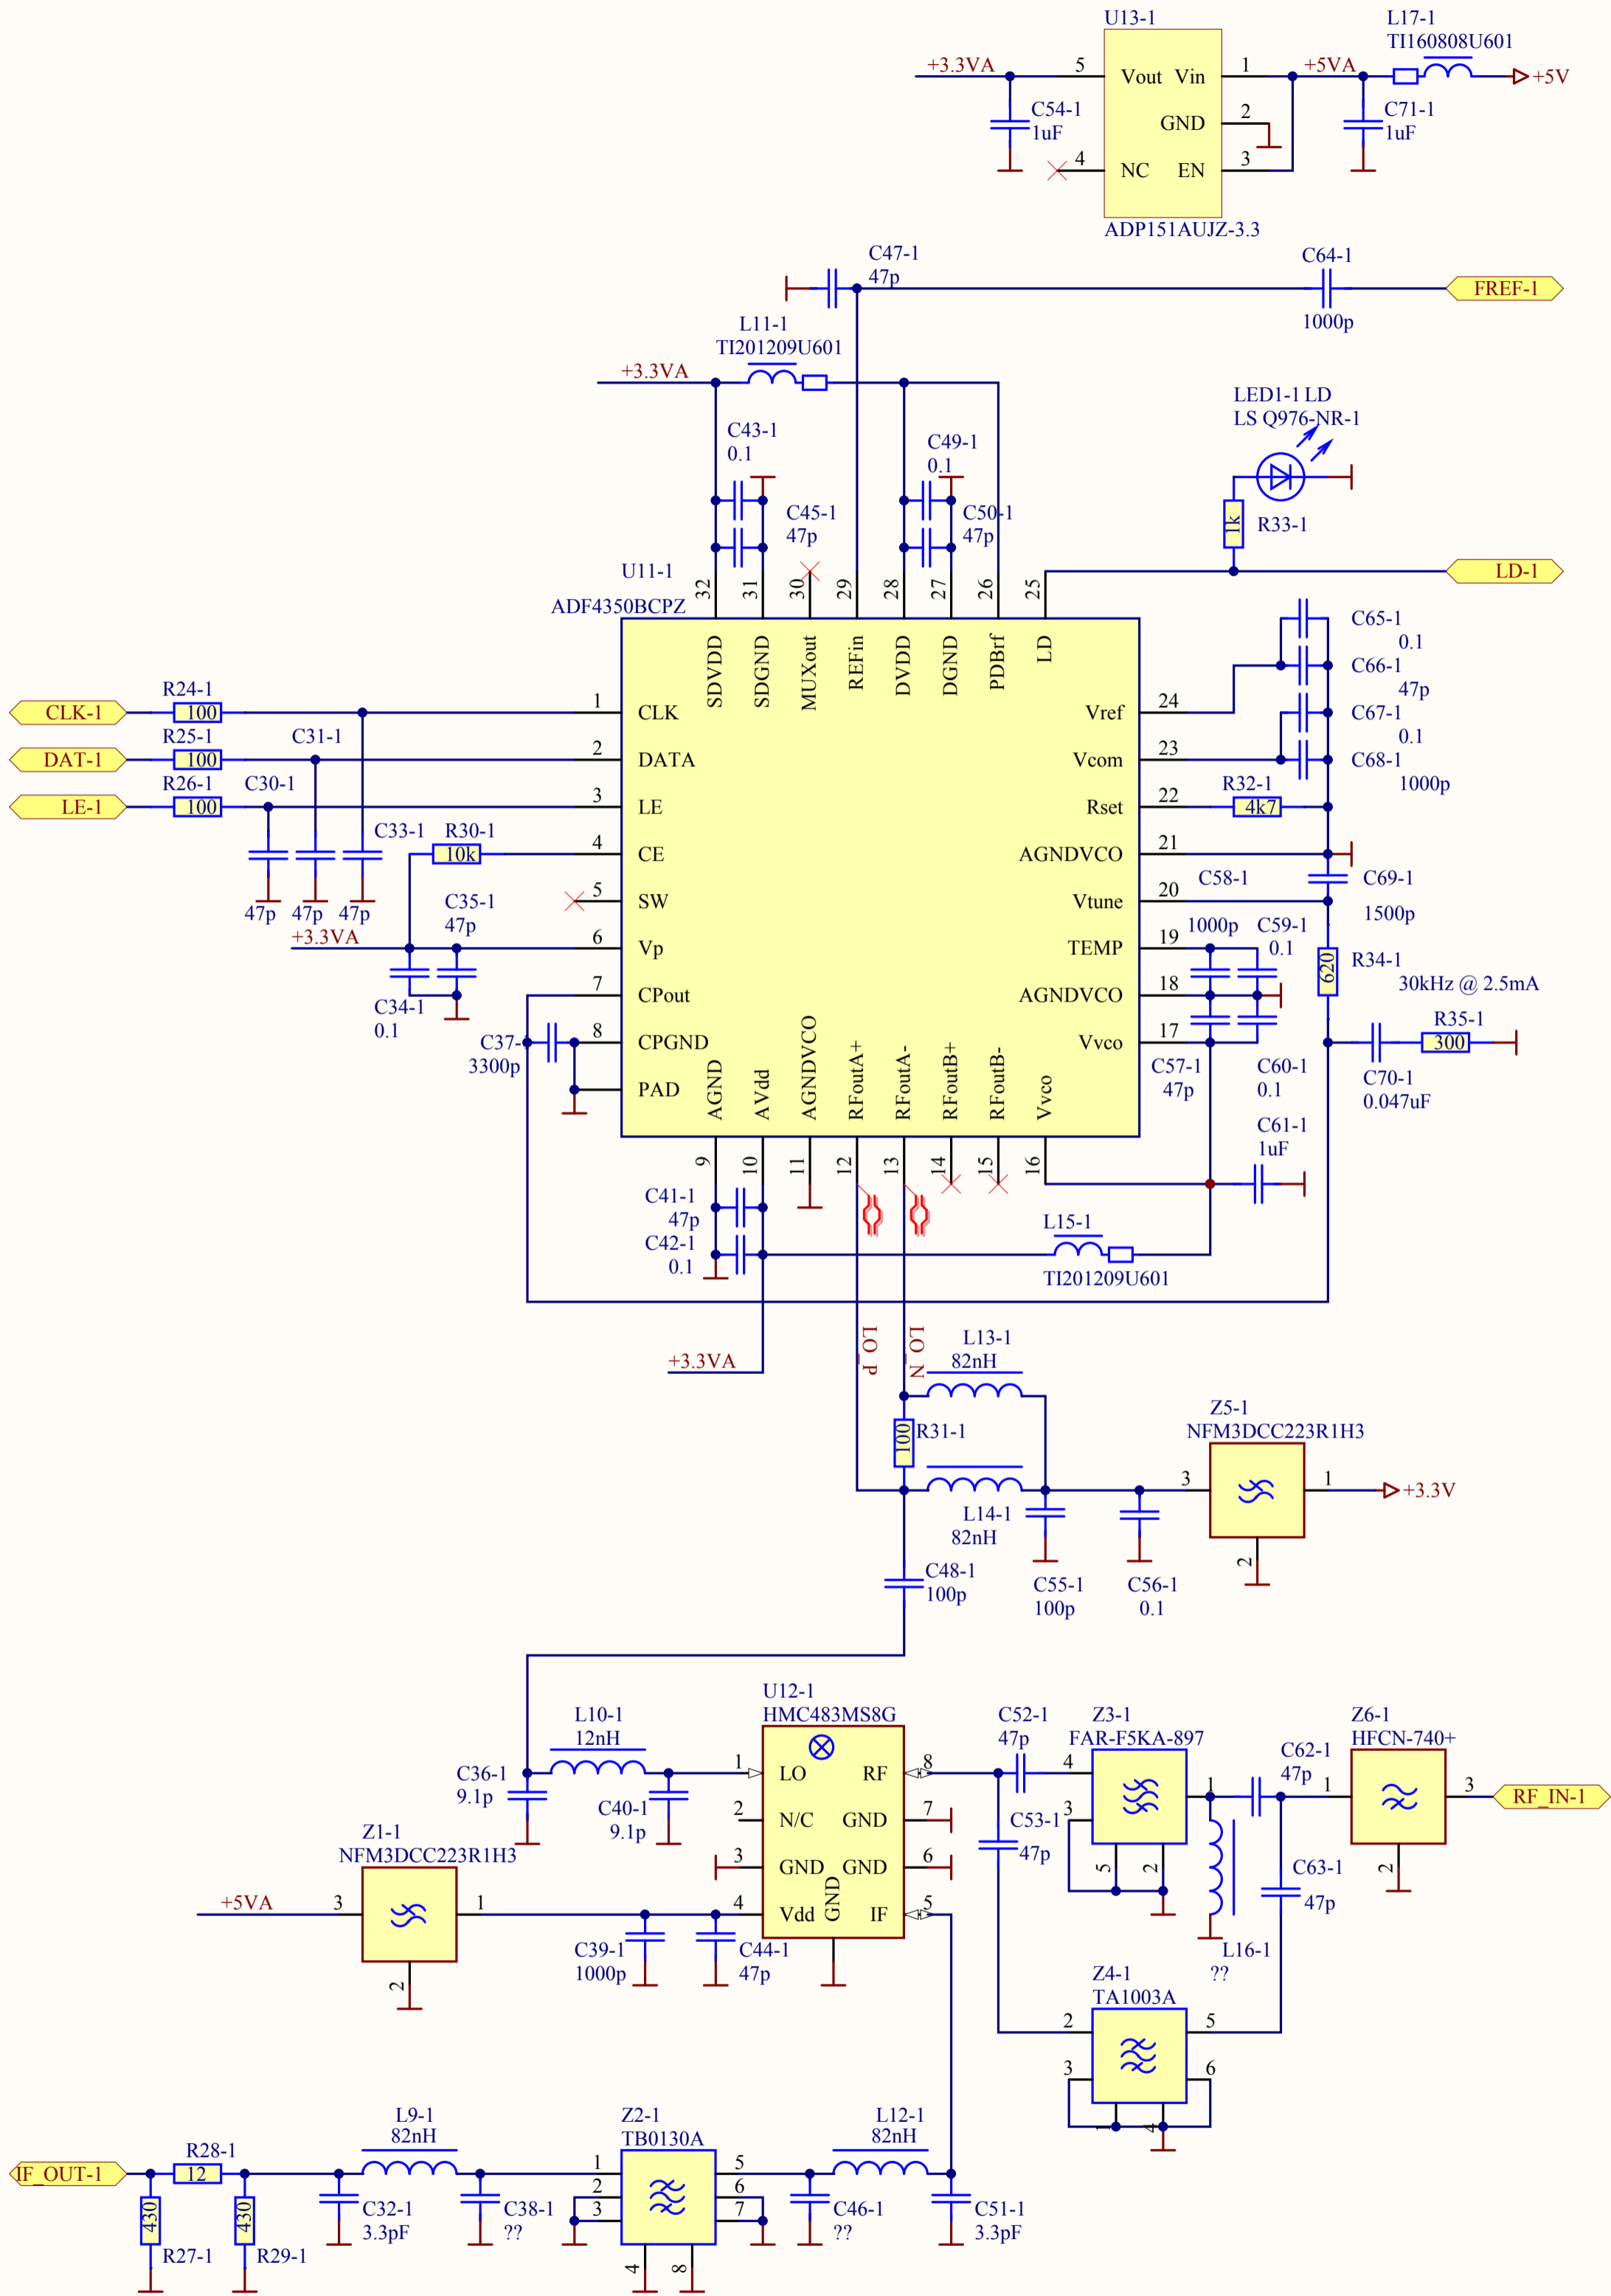 U13-1
L17-1
TI160808U601
+3.3VA
5
Vout
Vin
1
+5VA
+5V
C54-1
1uF
GND
2
C71-1
1uF
4
NC
EN
3
ADP151AUJZ-3.3
C47-1
47p
C64-1
1000p
FREF-1
L11-1
TI201209U601
+3.3VA
LED1-1 LD
LS Q976-NR-1
C43-1
0.1
C49-1
0.1
C45-1
47p
C50-1
47p
1k
R33-1
LD-1
U11-1
ADF4350BCPZ
32
31
30
29
28
27
26
25
SDVDD
SDGND
MUXout
REFin
DVDD
DGND
PDBrf
LD
C65-1
0.1
C66-1
47p
C67-1
0.1
C68-1
1000p
CLK-1
R24-1
100
1
CLK
Vref
24
DAT-1
R25-1
100
C31-1
2
DATA
Vcom
23
LE-1
R26-1
100
C30-1
3
LE
Rset
22
R32-1
4k7
C33-1
R30-1
10k
4
CE
AGNDVCO
21
47p
47p
47p
C35-1
47p
5
SW
Vtune
20
C58-1
C69-1
1500p
+3.3VA
6
Vp
TEMP
19
1000p
C59-1
0.1
620
R34-1
30kHz @ 2.5mA
C34-1
0.1
7
CPout
AGNDVCO
18
C37-
3300p
8
CPGND
Vvco
17
C57-1
47p
C60-1
0.1
R35-1
300
C70-1
0.047uF
PAD
AGND
AVdd
AGNDVCO
RFoutA+
RFoutA-
RFoutB+
RFoutB-
Vvco
9
10
11
12
13
14
15
16
C61-1
1uF
C41-1
47p
C42-1
0.1
L15-1
TI201209U601
+3.3VA
LO_P
LO_N
L13-1
82nH
100
R31-1
L14-1
82nH
Z5-1
NFM3DCC223R1H3
3
1
2
+3.3V
C48-1
100p
C55-1
100p
C56-1
0.1
U12-1
HMC483MS8G
L10-1
12nH
C36-1
9.1p
C40-1
9.1p
1
LO
RF
8
2
N/C
GND
7
3
GND
GND
6
4
Vdd
GND
IF
5
C52-1
47p
C53-1
47p
Z3-1
FAR-F5KA-897
4
3
5
2
1
C62-1
47p
Z6-1
HFCN-740+
1
3
2
RF_IN-1
C63-1
47p
L16-1
??
Z1-1
NFM3DCC223R1H3
+5VA
3
1
2
C39-1
1000p
C44-1
47p
Z4-1
TA1003A
2
5
3
6
1
4
IF_OUT-1
R28-1
12
430
R27-1
430
R29-1
L9-1
82nH
C32-1
3.3pF
C38-1
??
Z2-1
TB0130A
1
2
3
5
6
7
4
8
L12-1
82nH
C46-1
??
C51-1
3.3pF